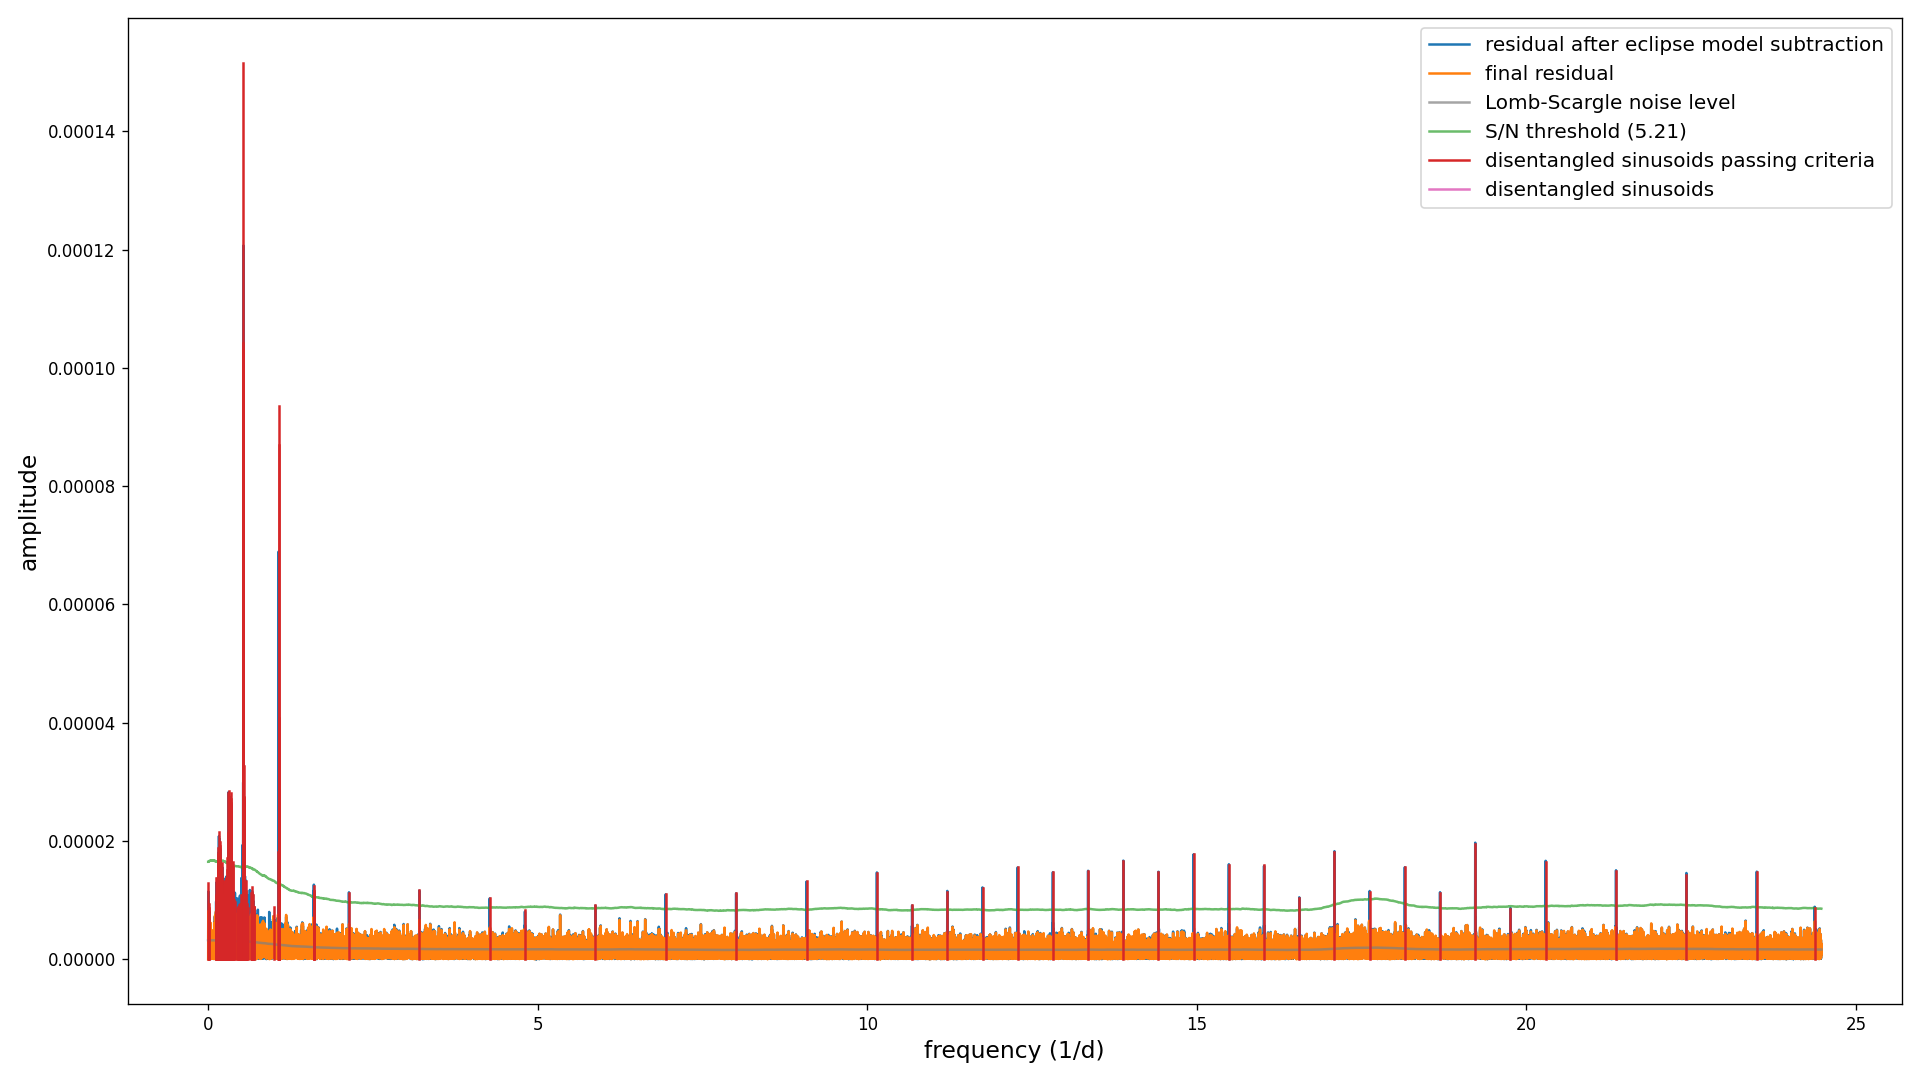 residual after eclipse model subtraction
final residual
Lomb-Scargle noise level
S/N threshold (5.21)
disentangled sinusoids passing criteria
disentangled sinusoids
0.00014
0.00012
0.00010
0.00008
0.00006
0.00004
0.00002
0.00000
amplitude
0 5 10 15 20 25
frequency (1/d)